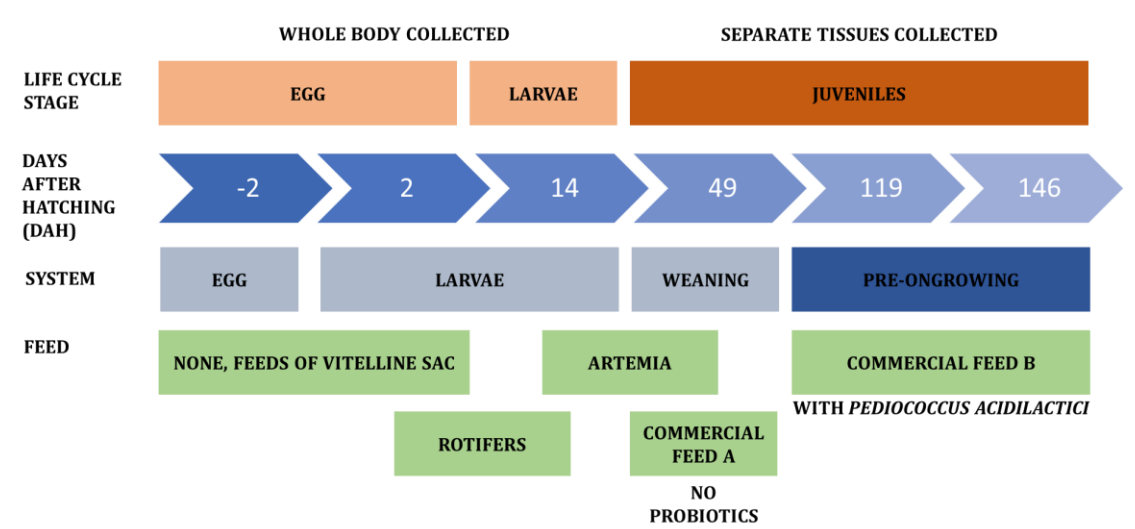 WHOLE BODY COLLECTED
SEPARATE TISSUES COLLECTED
LIFE CYCLE
STAGE
EGG
LARVAE
JUVENILES
DAYS
AFTER
HATCHING
(DAH)
-2
2
14
49
119
146
SYSTEM
EGG
LARVAE
WEANING
PRE-ONGROWING
FEED
NONE, FEEDS OF VITELLINE SAC
ARTEMIA
COMMERCIAL FEED B
WITH PEDIOCOCCUS ACIDILACTICI
ROTIFERS
COMMERCIAL
FEED A
NO
PROBIOTICS